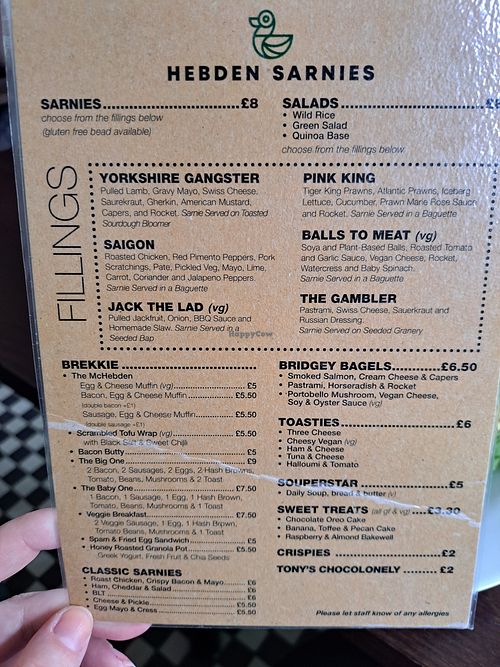 HEBDEN SARNIES
SARNIES £8
choose from the fillings below
(gluten free bead available)
SALADS
• Wild Rice
• Green Salad
• Quinoa Base
choose from the fillings below
FILLINGS
YORKSHIRE GANGSTER
Pulled Lamb, Gravy Mayo, Swiss Cheese,
Saurekraut, Gherkin, American Mustard,
Capers, and Rocket. Sarnie Served on Toasted
Sourdough Bloomer
SAIGON
Roasted Chicken, Red Pimento Peppers, Pork
Scratchings, Pate, Pickled Veg, Mayo, Lime,
Carrot, Coriander and Jalapeno Peppers.
Sarnie Served in a Baguette
JACK THE LAD (vg)
Pulled Jackfruit, Onion, BBQ Sauce and
Homemade Slaw. Sarnie Served in a
Seeded Bap
PINK KING
Tiger King Prawns, Atlantic Prawns, Iceberg
Lettuce, Cucumber, Prawn Marie Rose Sauce
and Rocket. Sarnie Served in a Baguette
BALLS TO MEAT (vg)
Soya and Plant-Based Balls, Roasted Tomato
and Garlic Sauce, Vegan Cheese, Rocket,
Watercress and Baby Spinach.
Sarnie Served in a Baguette
THE GAMBLER
Pastrami, Swiss Cheese, Sauerkraut and
Russian Dressing.
Sarnie Served on Seeded Granery
HappyCow
BREKKIE
• The McHebden
Egg & Cheese Muffin (vg) £5
Bacon, Egg & Cheese Muffin £5.50
(double bacon +£1)
Sausage, Egg & Cheese Muffin £5.50
(double sausage +£1)
• Scrambled Tofu Wrap (vg) £5.50
with Black Salt & Sweet Chilli
• Bacon Butty £5
• The Big One £9
2 Bacon, 2 Sausages, 2 Eggs, 2 Hash Browns,
Tomato, Beans, Mushrooms & 2 Toast
• The Baby One £7.50
1 Bacon, 1 Sausage, 1 Egg, 1 Hash Brown,
Tomato, Beans, Mushrooms & 1 Toast
• Veggie Breakfast £7.50
2 Veggie Sausage, 1 Egg, 1 Hash Brown,
Tomato Beans, Mushrooms & 1 Toast
• Spam & Fried Egg Sandwich £5
• Honey Roasted Granola Pot £5.50
Greek Yogurt, Fresh Fruit & Chia Seeds
CLASSIC SARNIES
• Roast Chicken, Crispy Bacon & Mayo £6
• Ham, Cheddar & Salad £6
• BLT £6
• Cheese & Pickle £5.50
• Egg Mayo & Cress £5.50
BRIDGEY BAGELS £6.50
• Smoked Salmon, Cream Cheese & Capers
• Pastrami, Horseradish & Rocket
• Portobello Mushroom, Vegan Cheese,
Soy & Oyster Sauce (vg)
TOASTIES £6
• Three Cheese
• Cheesy Vegan (vg)
• Ham & Cheese
• Tuna & Cheese
• Halloumi & Tomato
SOUPERSTAR £5
• Daily Soup, bread & butter (v)
SWEET TREATS (all gf & vg) £3.30
• Chocolate Oreo Cake
• Banana, Toffee & Pecan Cake
• Raspberry & Almond Bakewell
CRISPIES £2
TONY'S CHOCOLONELY £2
Please let staff know of any allergies